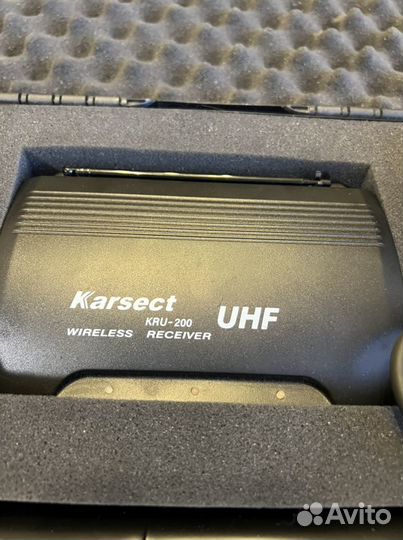 Karsect
KRU-200 UHF
WIRELESS RECEIVER
Avito